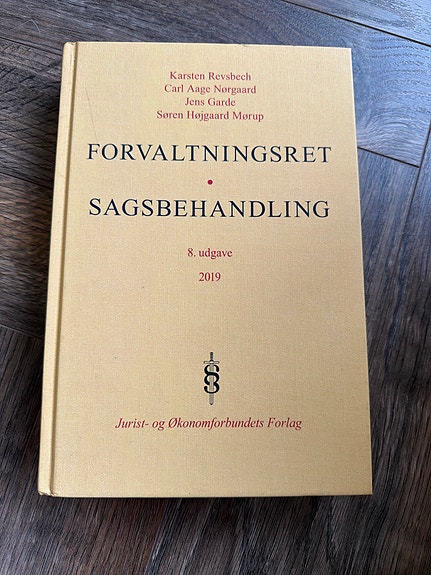 Karsten Revsbech
Carl Aage Nørgaard
Jens Garde
Søren Højgaard Mørup
FORVALTNINGSRET
•
SAGSBEHANDLING
8. udgave
2019
§
Jurist- og Økonomforbundets Forlag